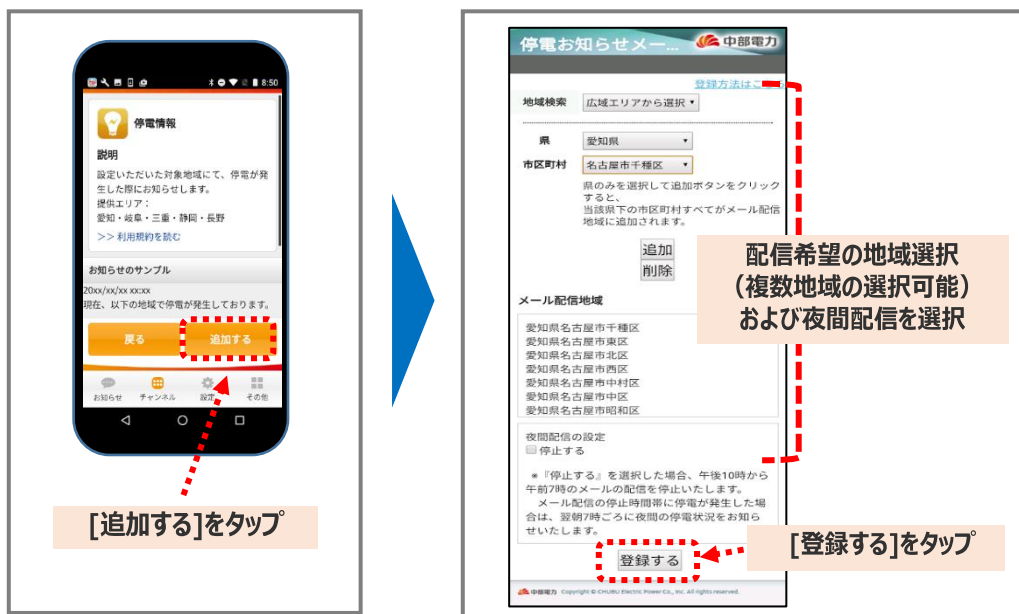 8:50
停電情報
説明
設定いただいた対象地域にて、停電が発
生した際にお知らせします。
提供エリア：
愛知・岐阜・三重・静岡・長野
>> 利用規約を読む
お知らせのサンプル
20xx/xx/xx xx:xx
現在、以下の地域で停電が発生しております。
戻る
追加する
お知らせ
チャンネル
設定
その他
[追加する]をタップ
停電お知らせメー...
中部電力
登録方法はこちら
地域検索
広域エリアから選択
県
愛知県
市区町村
名古屋市千種区
県のみを選択して追加ボタンをクリック
すると、
当該県下の市区町村すべてがメール配信
地域に追加されます。
追加
削除
配信希望の地域選択
（複数地域の選択可能）
および夜間配信を選択
メール配信地域
愛知県名古屋市千種区
愛知県名古屋市東区
愛知県名古屋市北区
愛知県名古屋市西区
愛知県名古屋市中村区
愛知県名古屋市中区
愛知県名古屋市昭和区
夜間配信の設定
停止する
＊『停止する』を選択した場合、午後10時から
午前7時のメールの配信を停止いたします。
メール配信の停止時間帯に停電が発生した場
合は、翌朝7時ごろに夜間の停電状況をお知ら
せいたします。
[登録する]をタップ
登録する
中部電力 Copyright © CHUBU Electric Power Co., Inc. All rights reserved.